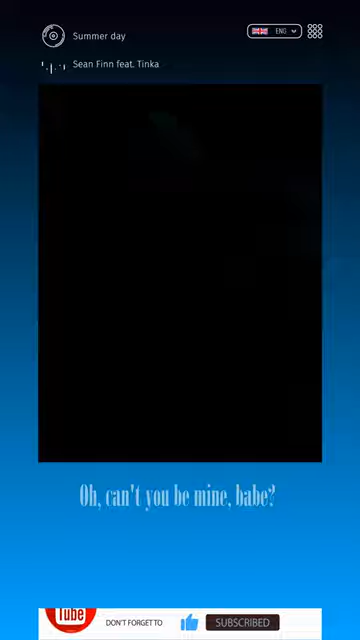 Summer day
ENG
Sean Finn feat. Tinka
Oh, can't you be mine, babe?
Tube
DON'T FORGET TO
SUBSCRIBED